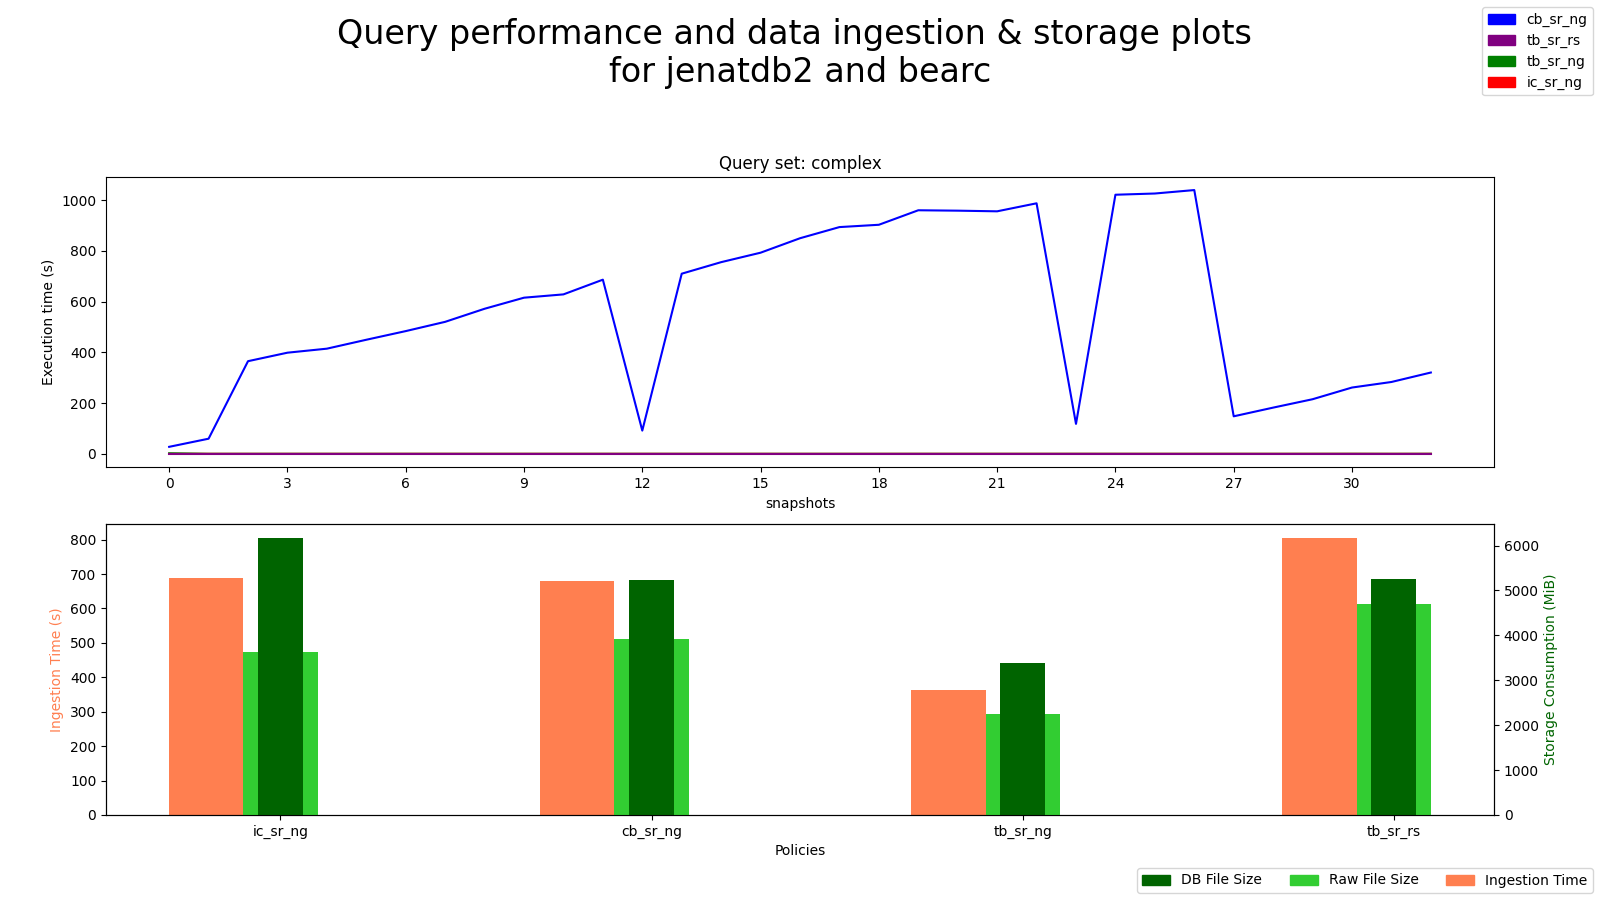 Query performance and data ingestion & storage plots
for jenatdb2 and bearc
cb_sr_ng
tb_sr_rs
tb_sr_ng
ic_sr_ng
Query set: complex
Execution time (s)
1000
800
600
400
200
0
0 3 6 9 12 15 18 21 24 27 30
snapshots
Ingestion Time (s)
800
700
600
500
400
300
200
100
0
Storage Consumption (MiB)
6000
5000
4000
3000
2000
1000
0
ic_sr_ng cb_sr_ng tb_sr_ng tb_sr_rs
Policies
DB File Size Raw File Size Ingestion Time